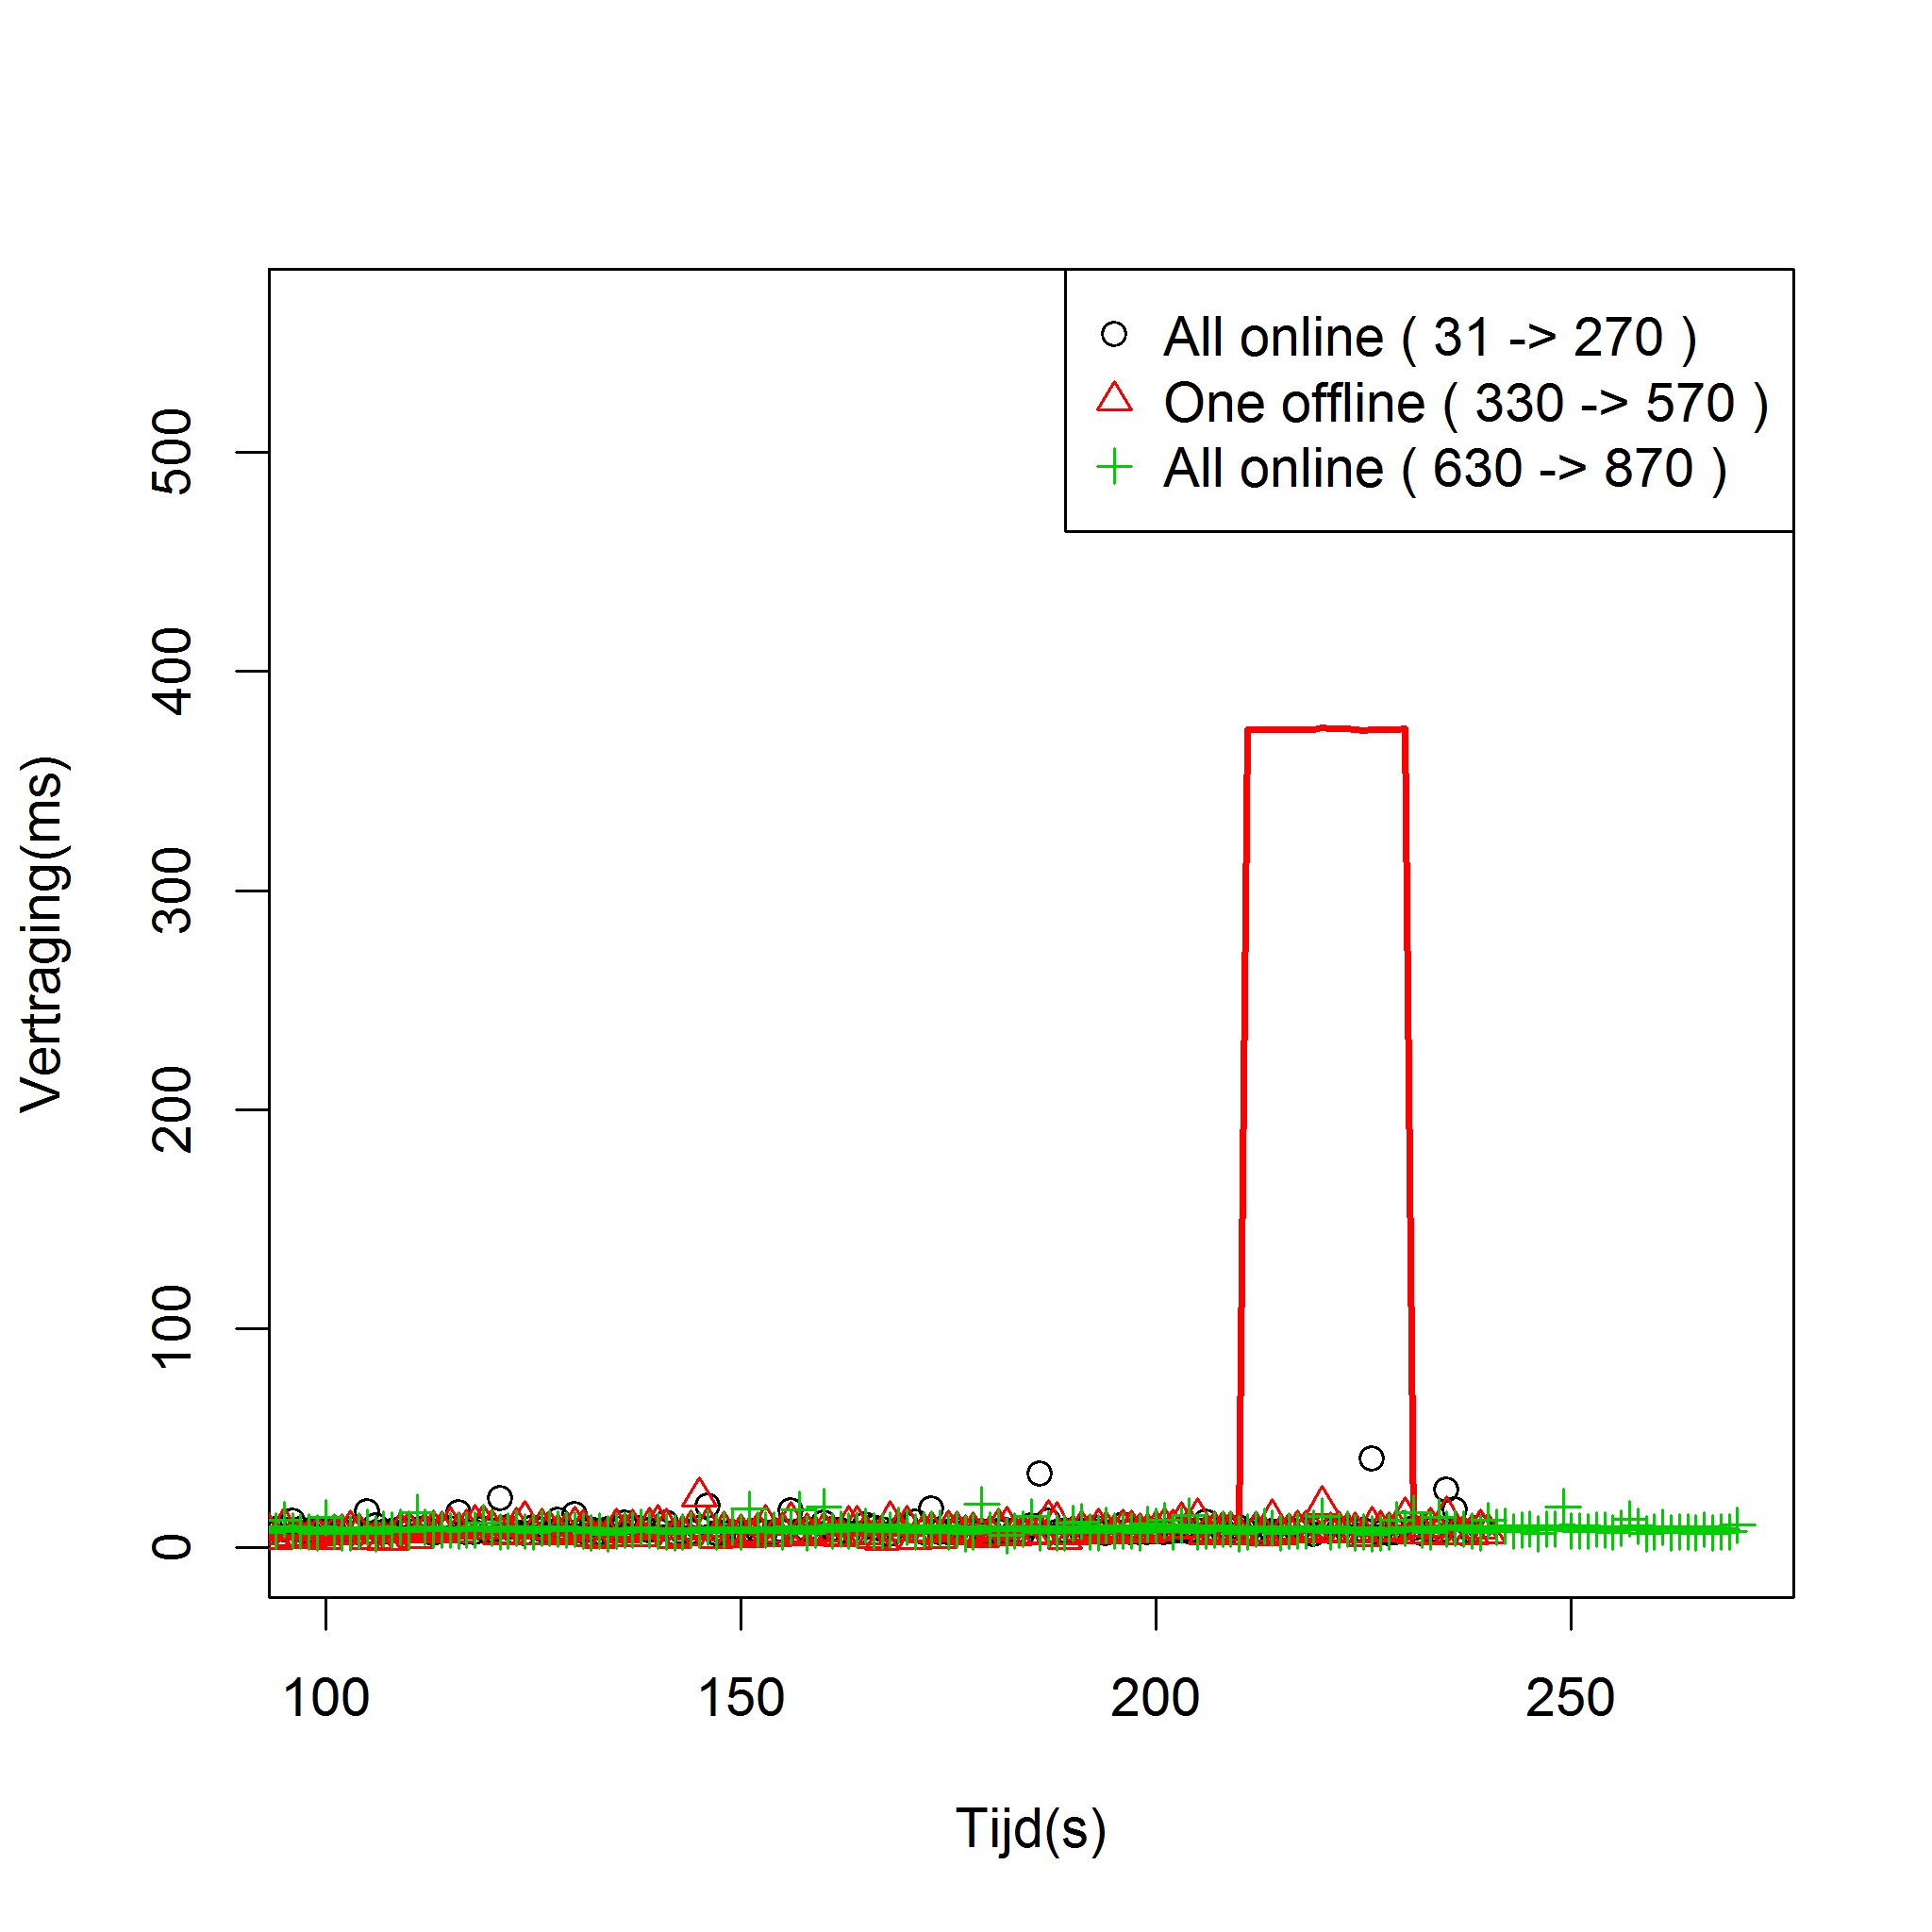 All online ( 31 -> 270 )
One offline ( 330 -> 570 )
All online ( 630 -> 870 )
Vertraging(ms)
500
400
300
200
100
0
100 150 200 250
Tijd(s)